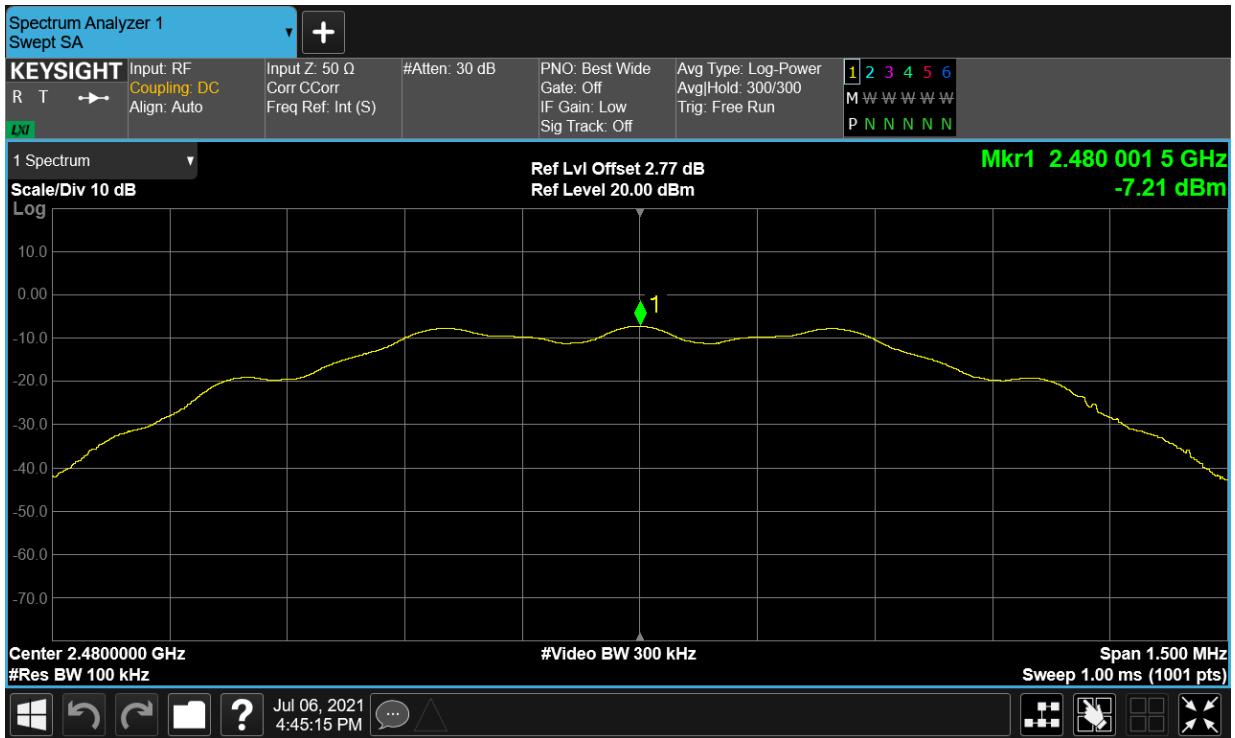 Spectrum Analyzer 1
Swept SA
KEYSIGHT
R T
LXI
Input: RF
Coupling: DC
Align: Auto
Input Z: 50 Ω
Corr CCorr
Freq Ref: Int (S)
#Atten: 30 dB
PNO: Best Wide
Gate: Off
IF Gain: Low
Sig Track: Off
Avg Type: Log-Power
Avg|Hold: 300/300
Trig: Free Run
1 2 3 4 5 6
M W W W W W
P N N N N N
1 Spectrum
Scale/Div 10 dB
Log
Ref Lvl Offset 2.77 dB
Ref Level 20.00 dBm
Mkr1 2.480 001 5 GHz
-7.21 dBm
10.0
0.00
-10.0
-20.0
-30.0
-40.0
-50.0
-60.0
-70.0
1
Center 2.4800000 GHz
#Res BW 100 kHz
#Video BW 300 kHz
Span 1.500 MHz
Sweep 1.00 ms (1001 pts)
?
Jul 06, 2021
4:45:15 PM